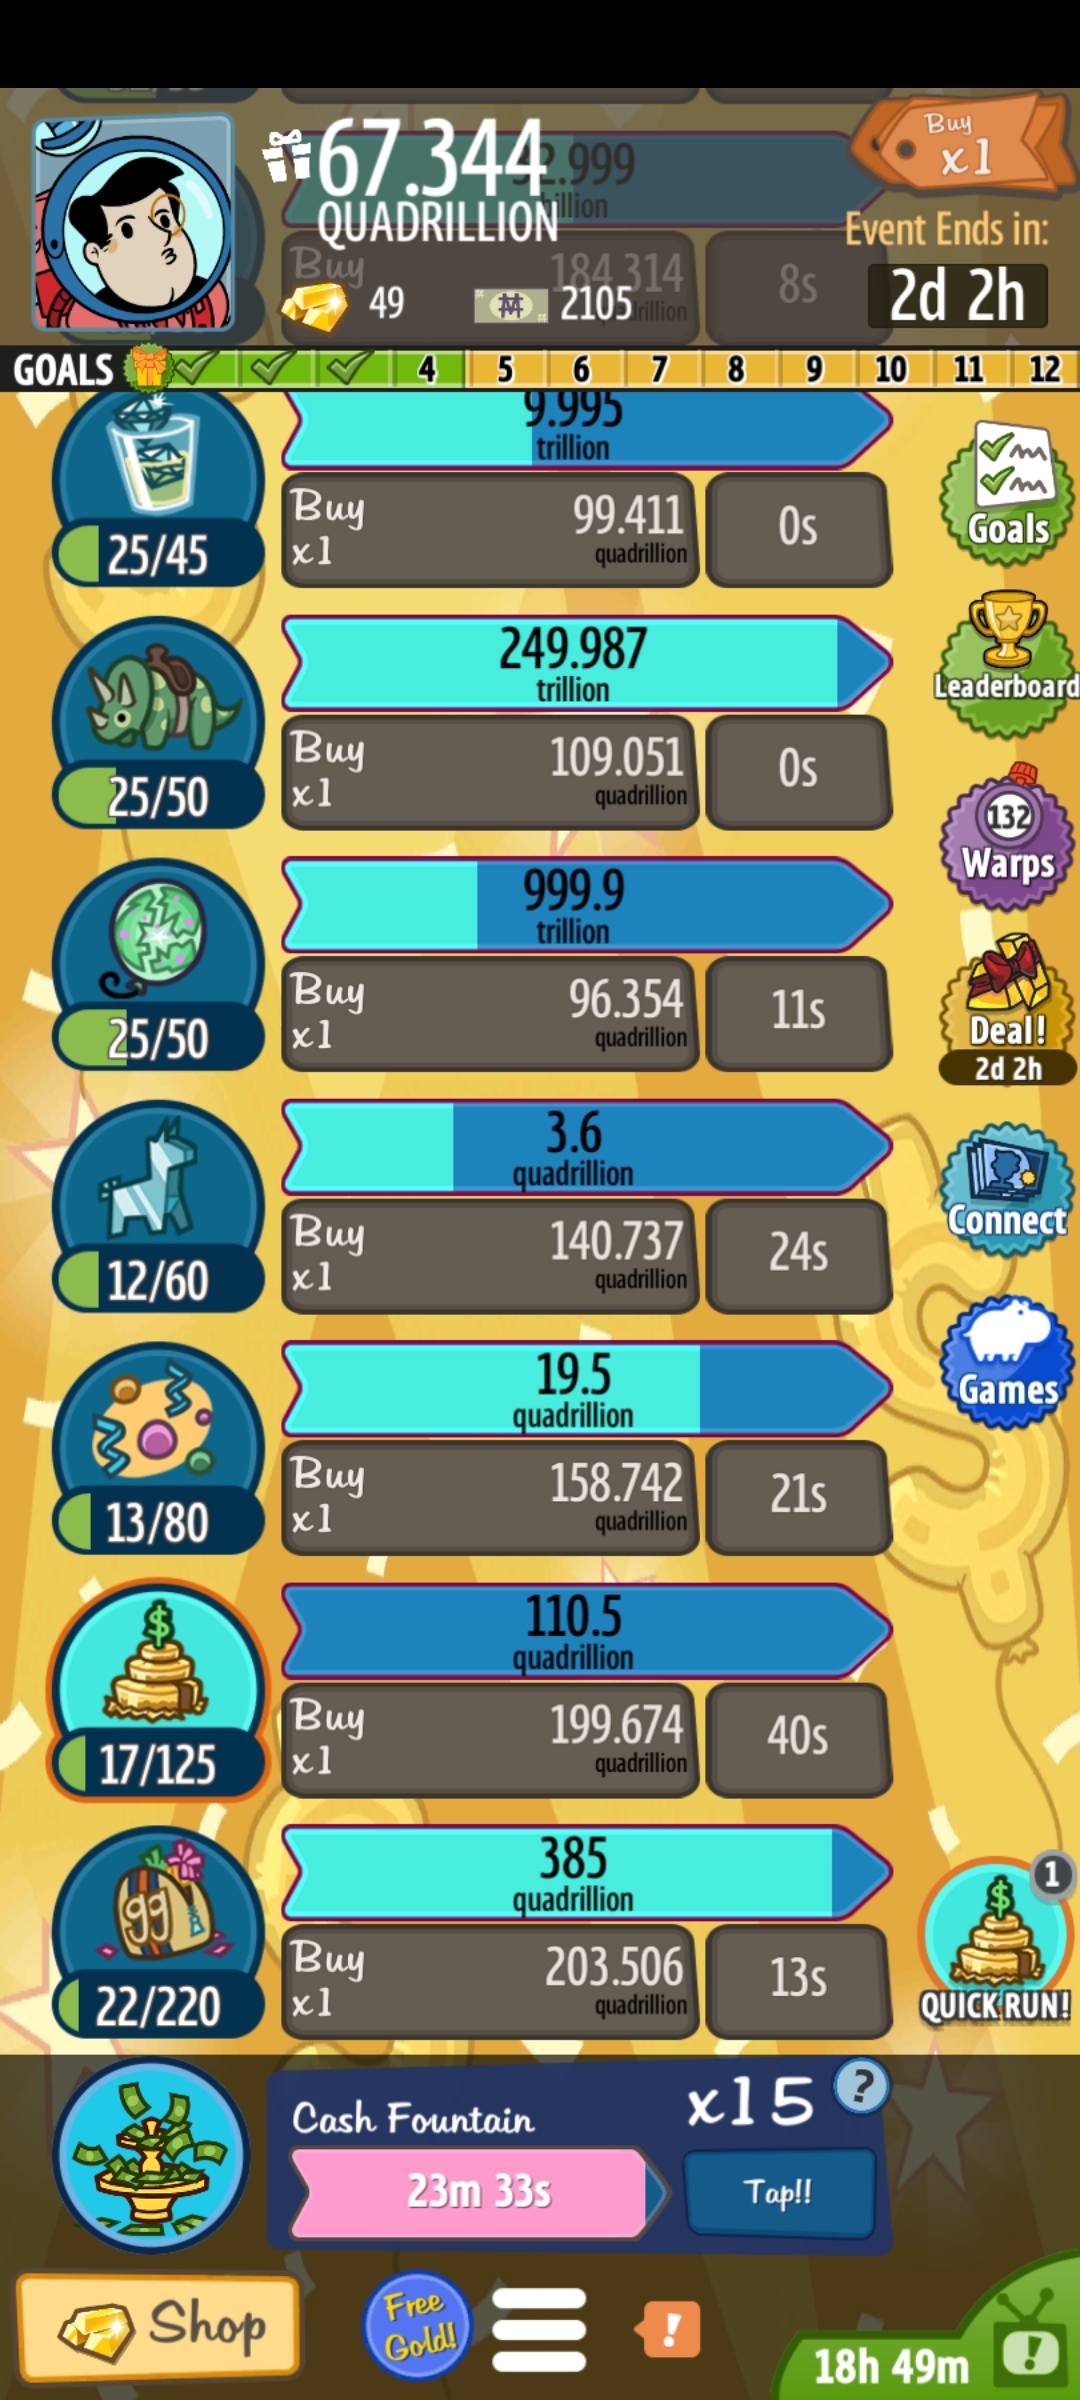 67.344
QUADRILLION
Buy
x1
Event Ends in:
2d 2h
49
2105
2.999
Buy
184.314
8s
GOALS
4
5
6
7
8
9
10
11
12
9.995
trillion
25/45
Buy
x1
99.411
quadrillion
0s
Goals
249.987
trillion
25/50
Buy
x1
109.051
quadrillion
0s
Leaderboard
999.9
trillion
25/50
Buy
x1
96.354
quadrillion
11s
132
Warps
Deal!
2d 2h
3.6
quadrillion
12/60
Buy
x1
140.737
quadrillion
24s
Connect
19.5
quadrillion
13/80
Buy
x1
158.742
quadrillion
21s
Games
110.5
quadrillion
$
17/125
Buy
x1
199.674
quadrillion
40s
385
quadrillion
99
22/220
Buy
x1
203.506
quadrillion
13s
1
$
QUICK RUN!
Cash Fountain
x15
?
23m 33s
Tap!!
Shop
Free
Gold!
!
18h 49m
!